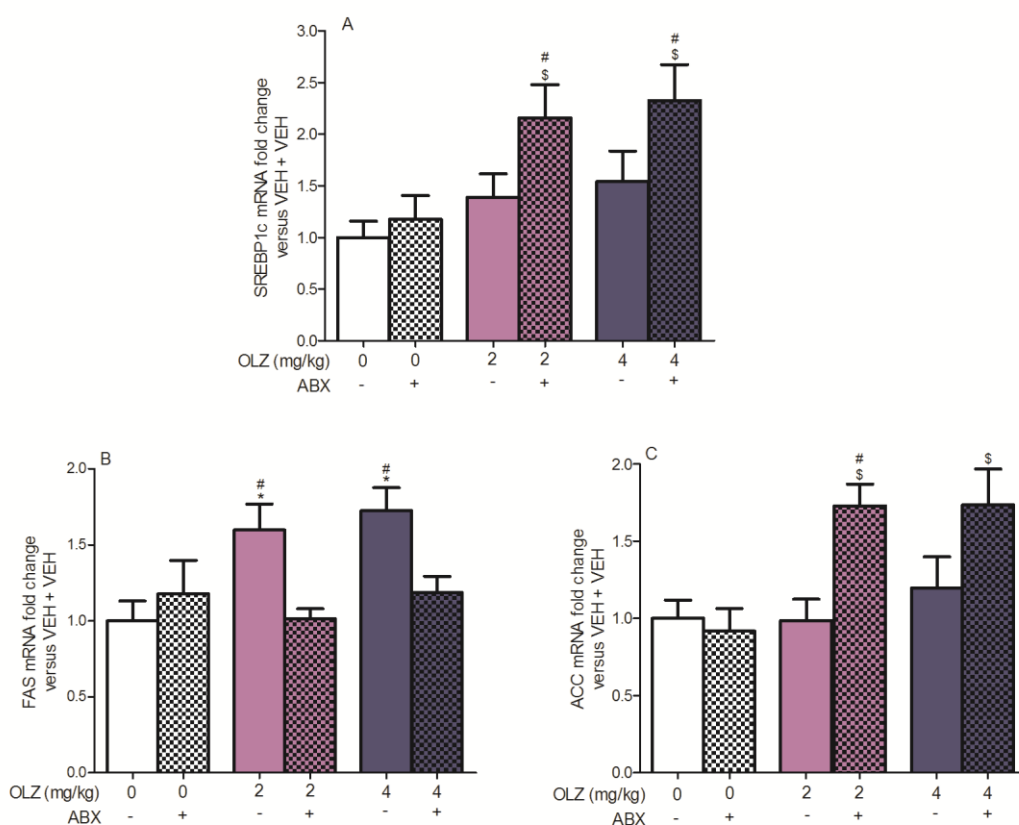 A
SREBP1c mRNA fold change
versus VEH + VEH
3.0
2.5
2.0
1.5
1.0
0.5
0.0
# #
$ $
OLZ (mg/kg) 0 0 2 2 4 4
ABX - + - + - +
B
FAS mRNA fold change
versus VEH + VEH
2.0
1.5
1.0
0.5
0.0
# #
* *
OLZ (mg/kg) 0 0 2 2 4 4
ABX - + - + - +
C
ACC mRNA fold change
versus VEH + VEH
2.0
1.5
1.0
0.5
0.0
# $
$
OLZ (mg/kg) 0 0 2 2 4 4
ABX - + - + - +